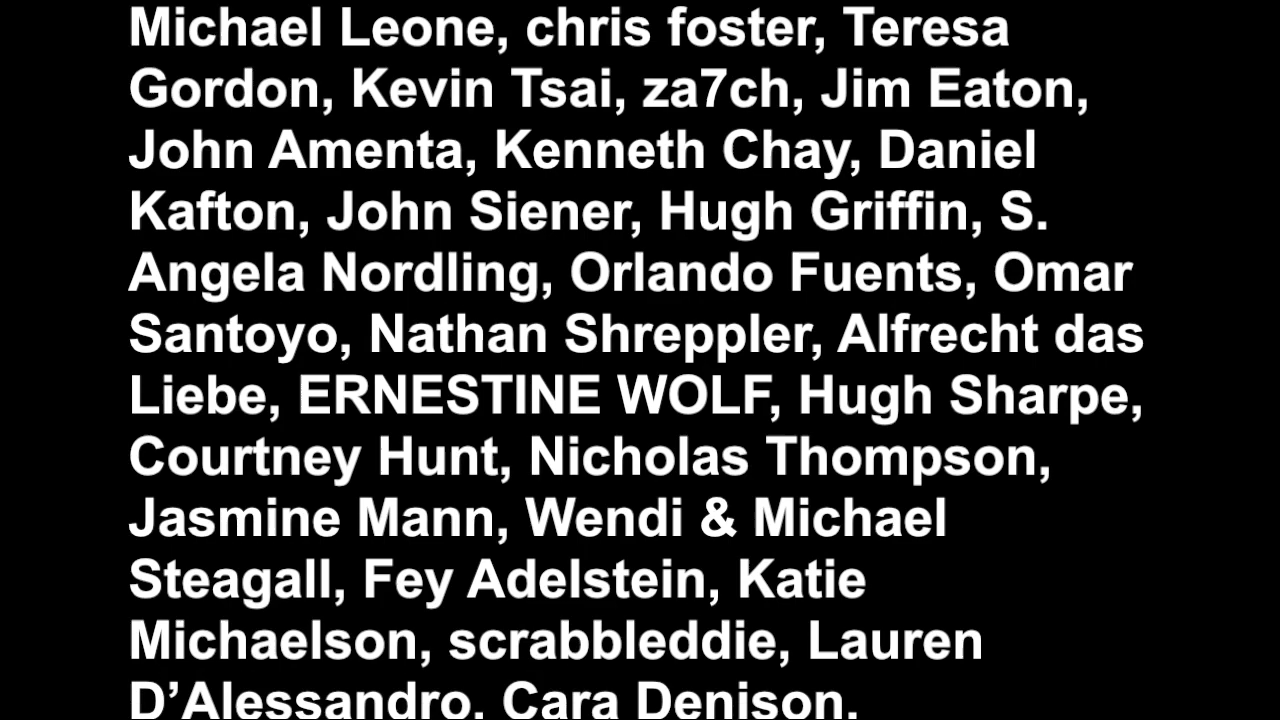 Michael Leone, chris foster, Teresa
Gordon, Kevin Tsai, za7ch, Jim Eaton,
John Amenta, Kenneth Chay, Daniel
Kafton, John Siener, Hugh Griffin, S.
Angela Nordling, Orlando Fuents, Omar
Santoyo, Nathan Shreppler, Alfrecht das
Liebe, ERNESTINE WOLF, Hugh Sharpe,
Courtney Hunt, Nicholas Thompson,
Jasmine Mann, Wendi & Michael
Steagall, Fey Adelstein, Katie
Michaelson, scrabbleddie, Lauren
D’Alessandro, Cara Denison,